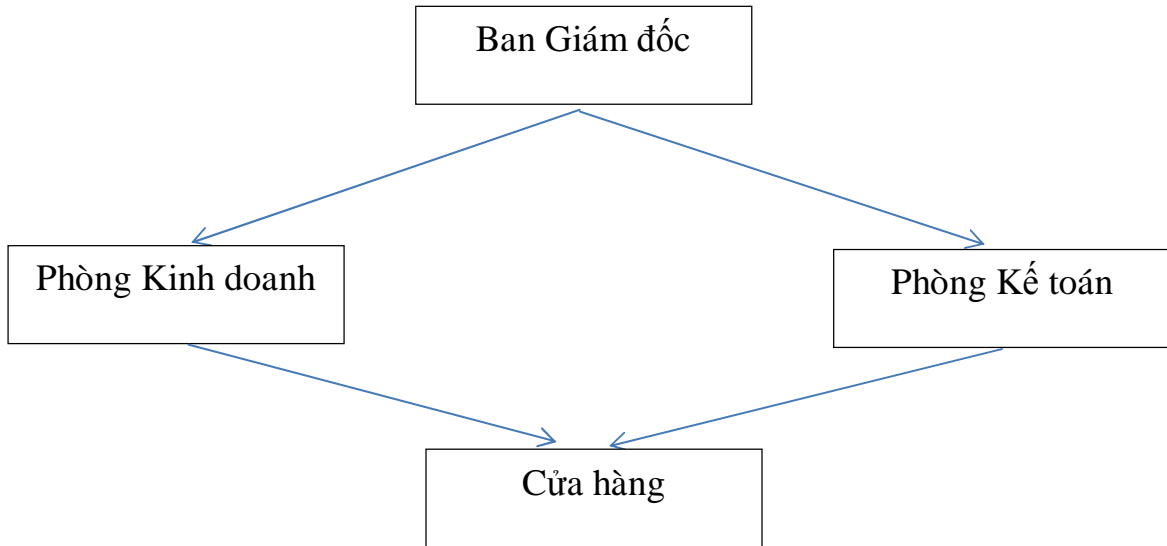 Ban Giám đốc
Phòng Kinh doanh
Phòng Kế toán
Cửa hàng